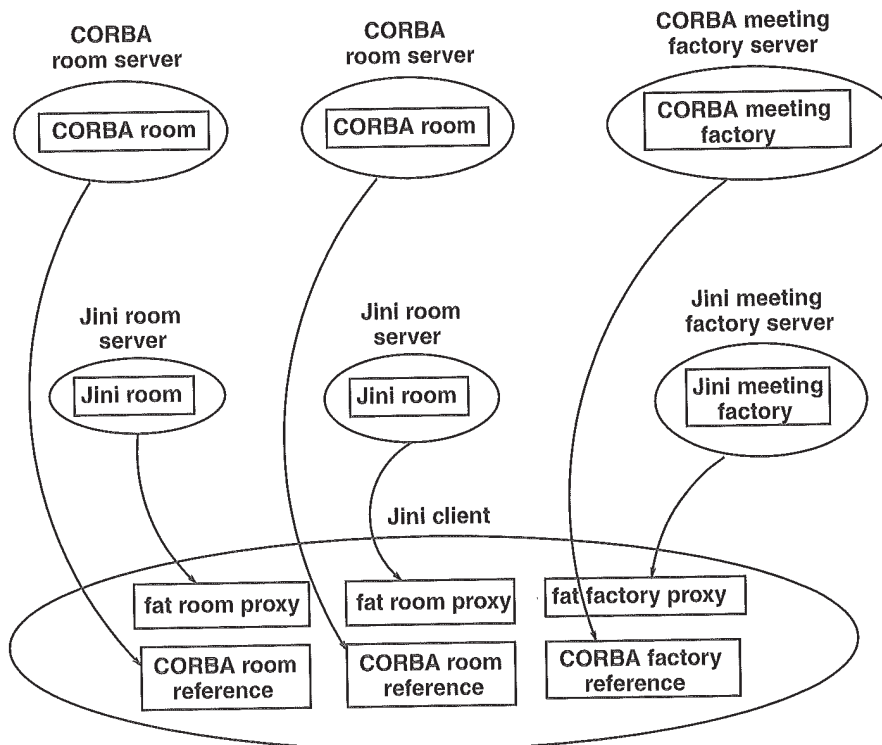 CORBA
room server
CORBA
room server
CORBA meeting
factory server
CORBA room
CORBA room
CORBA meeting
factory
Jini room
server
Jini room
server
Jini meeting
factory server
Jini room
Jini room
Jini meeting
factory
Jini client
fat room proxy
fat room proxy
fat factory proxy
CORBA room
reference
CORBA room
reference
CORBA factory
reference